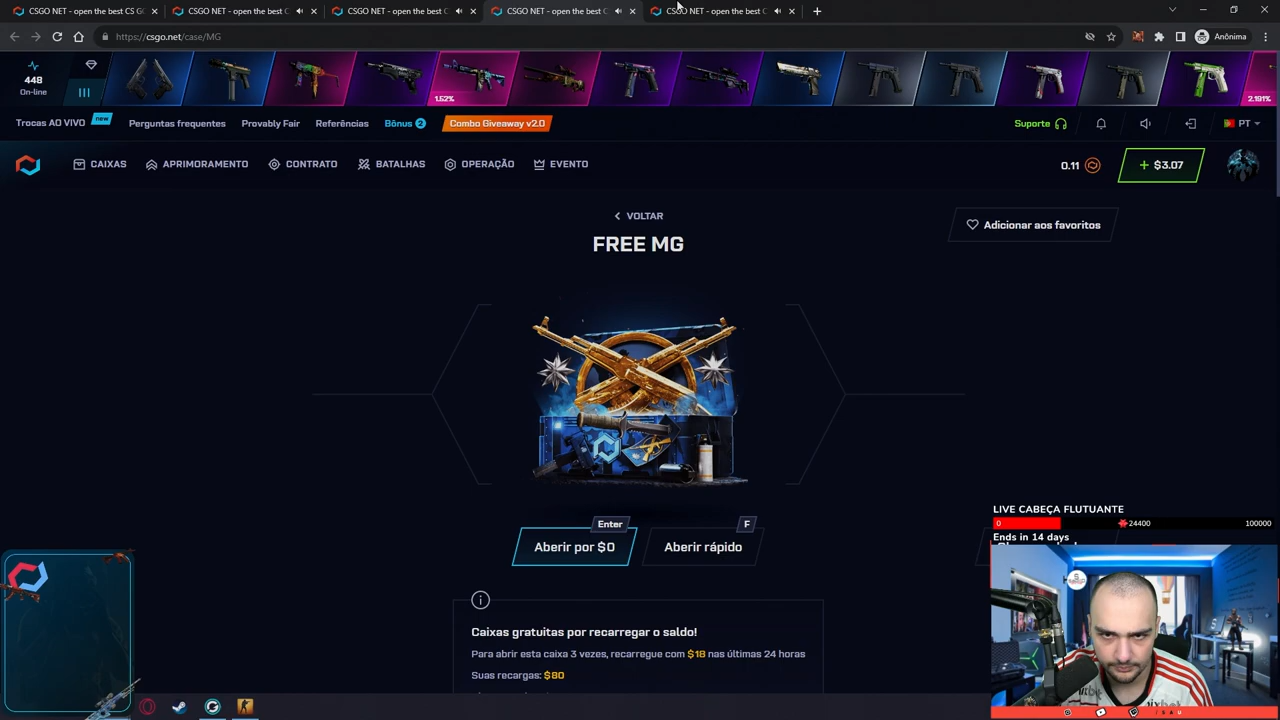 CSGO NET - open the best CS GO
CSGO NET - open the best C
CSGO NET - open the best C
CSGO NET - open the best C
CSGO NET - open the best C
https://csgo.net/case/MG
Anônima
448
On-line
1.52%
2.191%
Trocas AO VIVO
new
Perguntas frequentes
Provably Fair
Referências
Bônus 2
Combo Giveaway v2.0
Suporte
PT
CAIXAS
APRIMORAMENTO
CONTRATO
BATALHAS
OPERAÇÃO
EVENTO
0.11
+ $3.07
VOLTAR
FREE MG
Adicionar aos favoritos
Enter
F
Aberir por $0
Aberir rápido
Caixas gratuitas por recarregar o saldo!
Para abrir esta caixa 3 vezes, recarregue com $18 nas últimas 24 horas
Suas recargas: $80
LIVE CABEÇA FLUTUANTE
0
24400
100000
Ends in 14 days